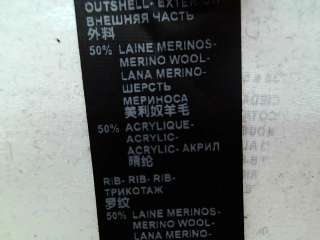 OUTSHELL- EXTERIOR
ВНЕШНЯЯ ЧАСТЬ
外料
50% LAINE MERINOS-
MERINO WOOL-
LANA MERINO-
ШЕРСТЬ
МЕРИНОСА
美利奴羊毛
50% ACRYLIQUE-
ACRYLIC-
ACRYLIC- АКРИЛ
腈纶
RIB- RIB- RIB-
ТРИКОТАЖ
罗纹
50% LAINE MERINOS-
MERINO WOOL-
LANA MERINO-